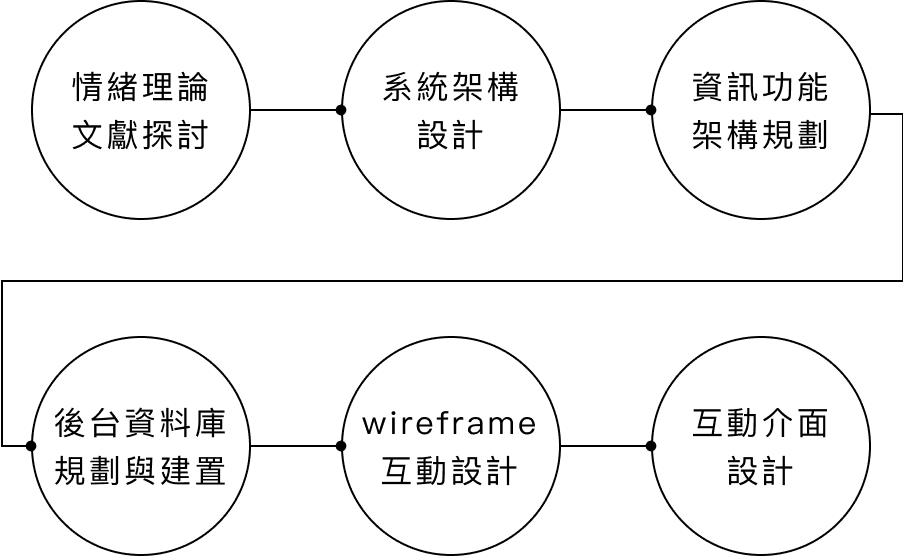 情緒理論
文獻探討
系統架構
設計
資訊功能
架構規劃
後台資料庫
規劃與建置
wireframe
互動設計
互動介面
設計